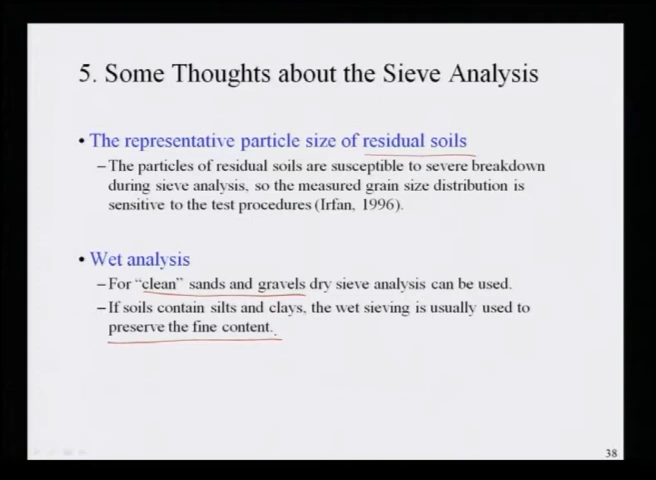 5. Some Thoughts about the Sieve Analysis
• The representative particle size of residual soils
– The particles of residual soils are susceptible to severe breakdown
during sieve analysis, so the measured grain size distribution is
sensitive to the test procedures (Irfan, 1996).
• Wet analysis
– For “clean” sands and gravels dry sieve analysis can be used.
– If soils contain silts and clays, the wet sieving is usually used to
preserve the fine content.
38